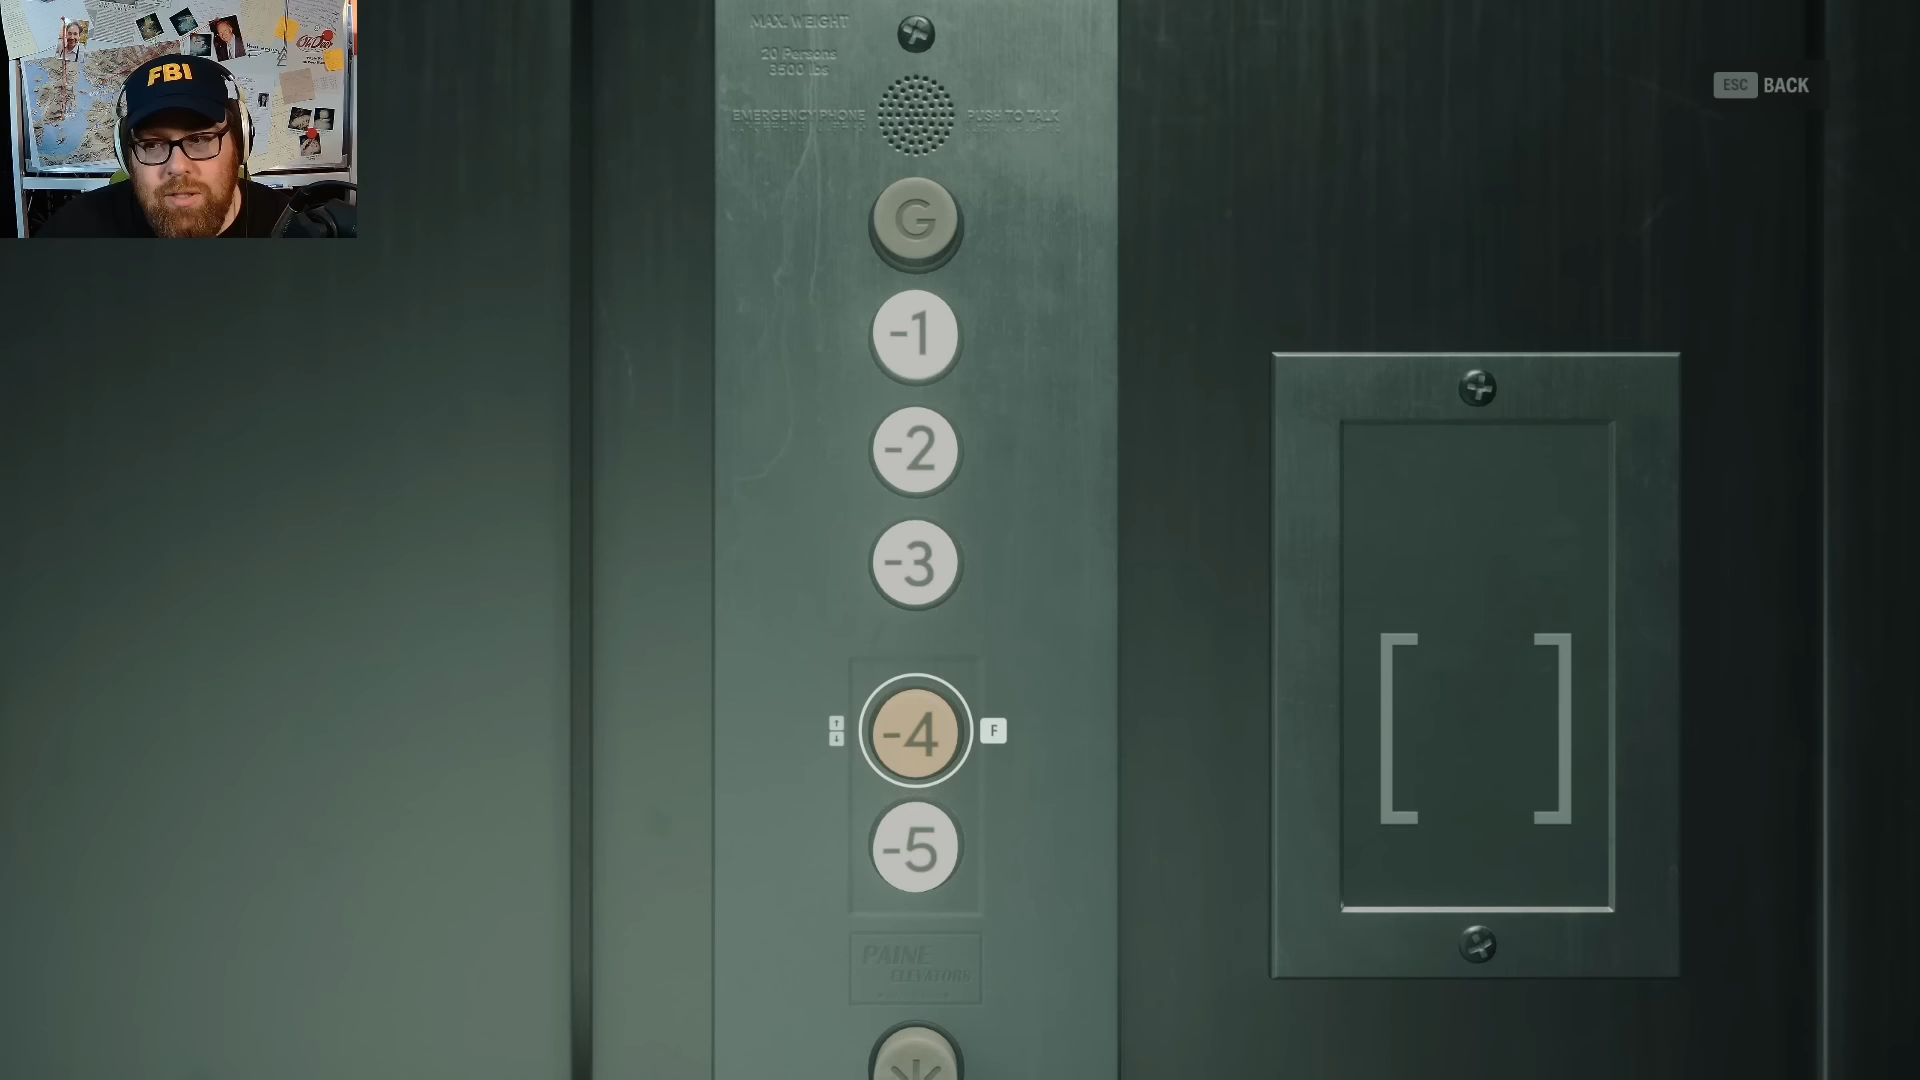 FBI
MAX. WEIGHT
20 Persons
3500 lbs
EMERGENCY PHONE
PUSH TO TALK
ESC BACK
G
-1
-2
-3
-4
F
-5
PAINE
ELEVATORS